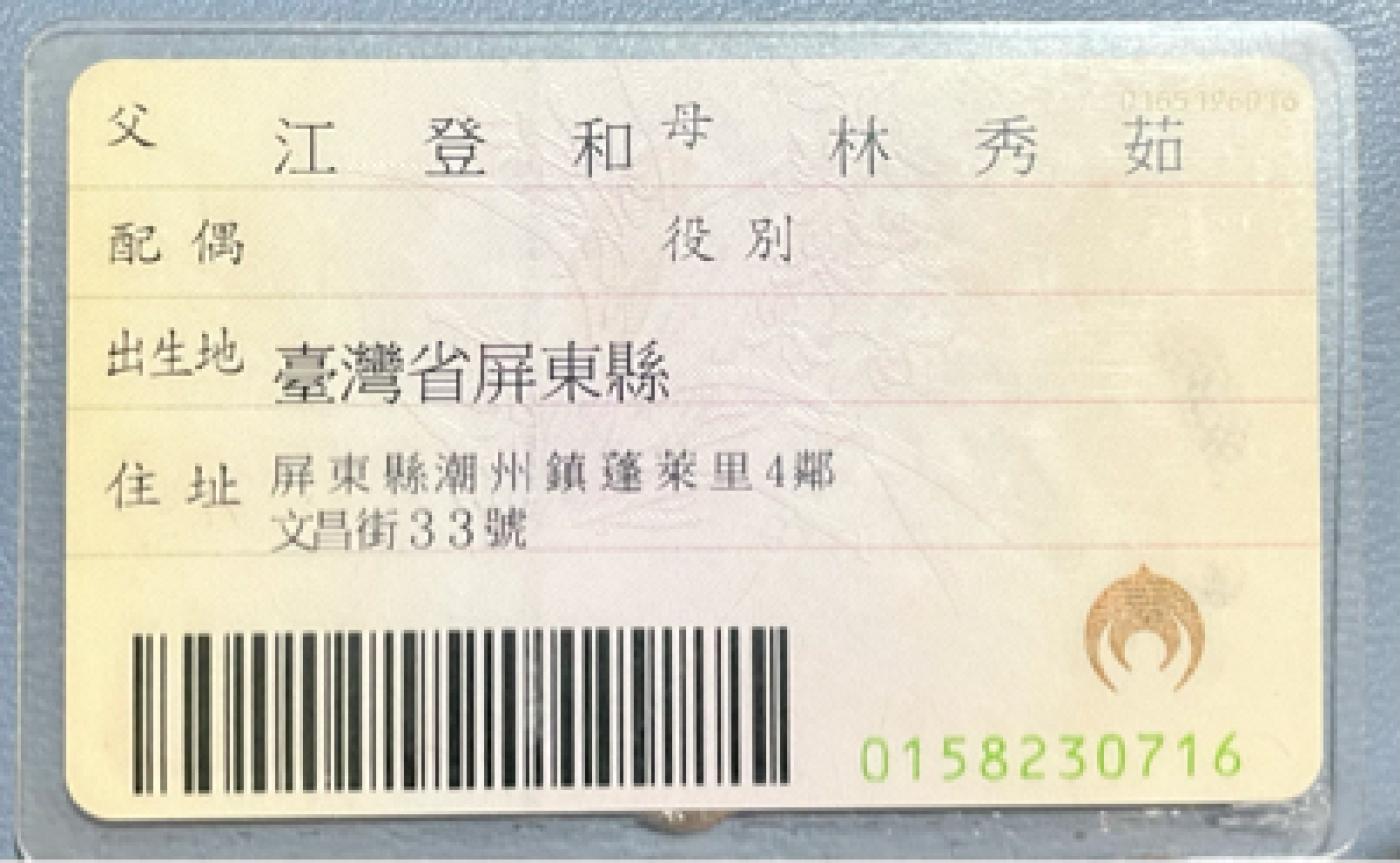 0165196016
父 江登和 母 林秀茹
配偶 役別
出生地 臺灣省屏東縣
住址 屏東縣潮州鎮蓬萊里4鄰
文昌街33號
0158230716